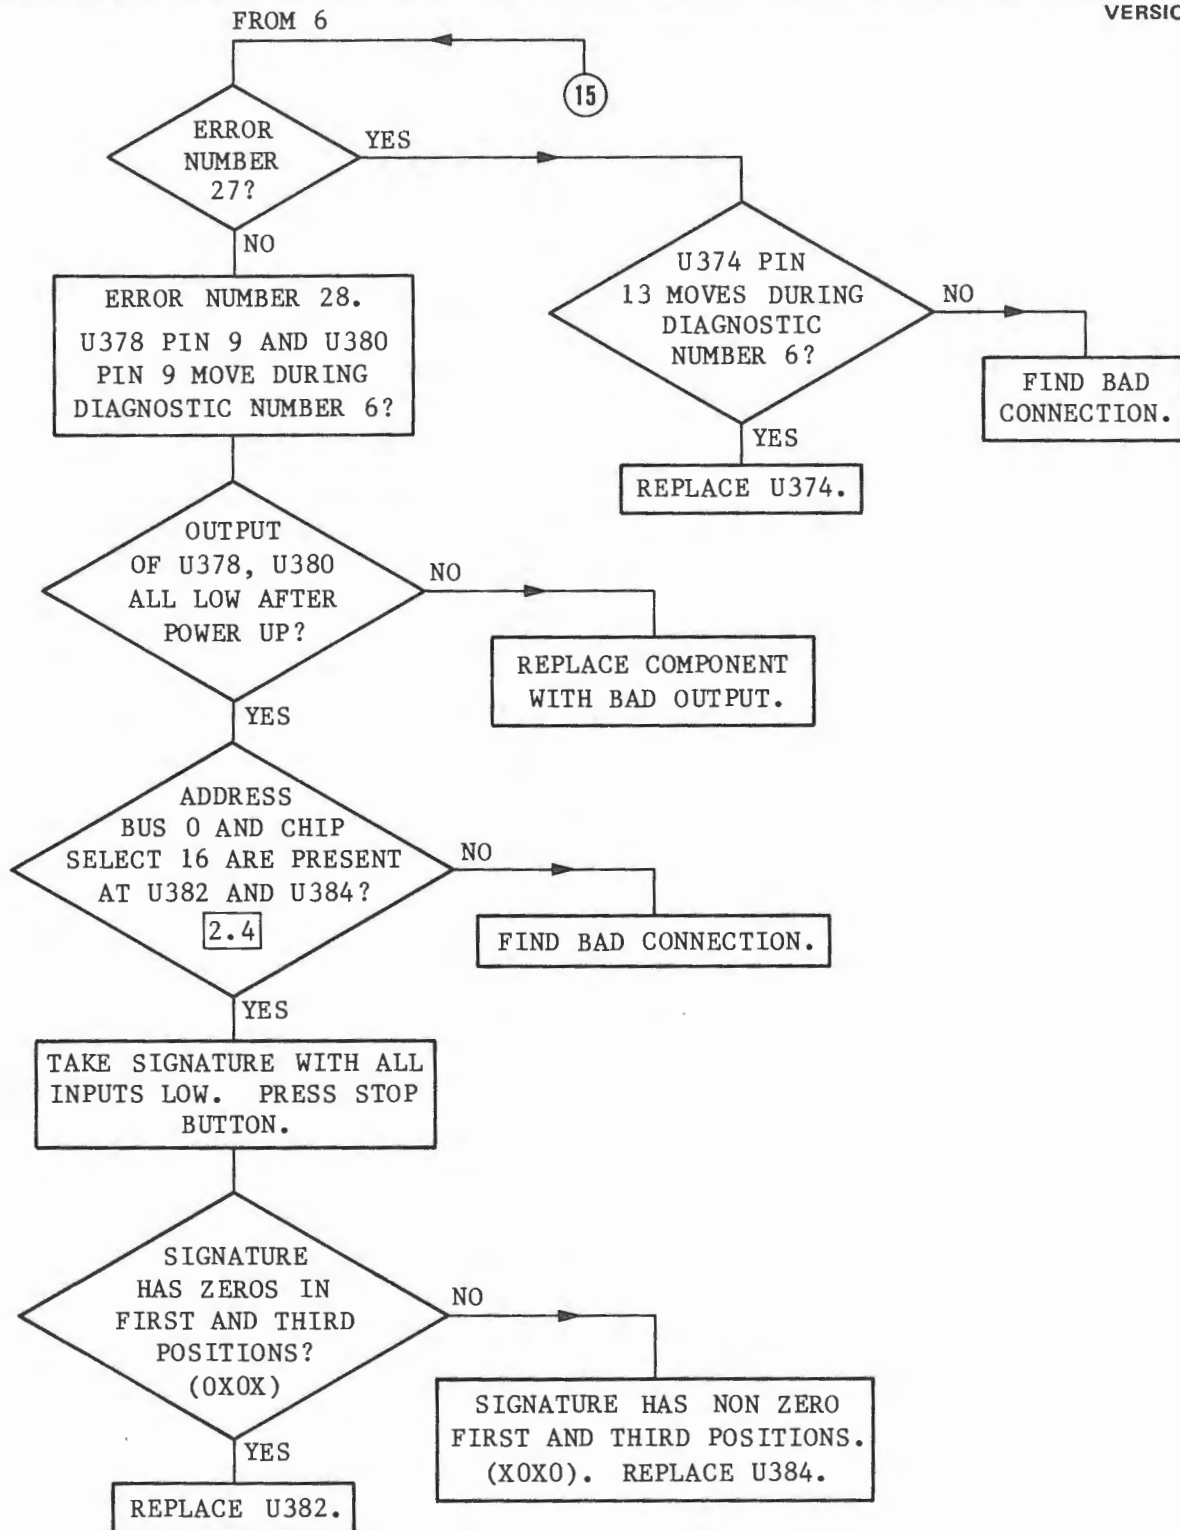 VERSIO
FROM 6
15
ERROR
NUMBER
27?
YES
NO
U374 PIN
13 MOVES DURING
DIAGNOSTIC
NUMBER 6?
NO
FIND BAD
CONNECTION.
YES
REPLACE U374.
ERROR NUMBER 28.
U378 PIN 9 AND U380
PIN 9 MOVE DURING
DIAGNOSTIC NUMBER 6?
OUTPUT
OF U378, U380
ALL LOW AFTER
POWER UP?
NO
REPLACE COMPONENT
WITH BAD OUTPUT.
YES
ADDRESS
BUS 0 AND CHIP
SELECT 16 ARE PRESENT
AT U382 AND U384?
2.4
NO
FIND BAD CONNECTION.
YES
TAKE SIGNATURE WITH ALL
INPUTS LOW. PRESS STOP
BUTTON.
SIGNATURE
HAS ZEROS IN
FIRST AND THIRD
POSITIONS?
(0X0X)
NO
SIGNATURE HAS NON ZERO
FIRST AND THIRD POSITIONS.
(X0X0). REPLACE U384.
YES
REPLACE U382.